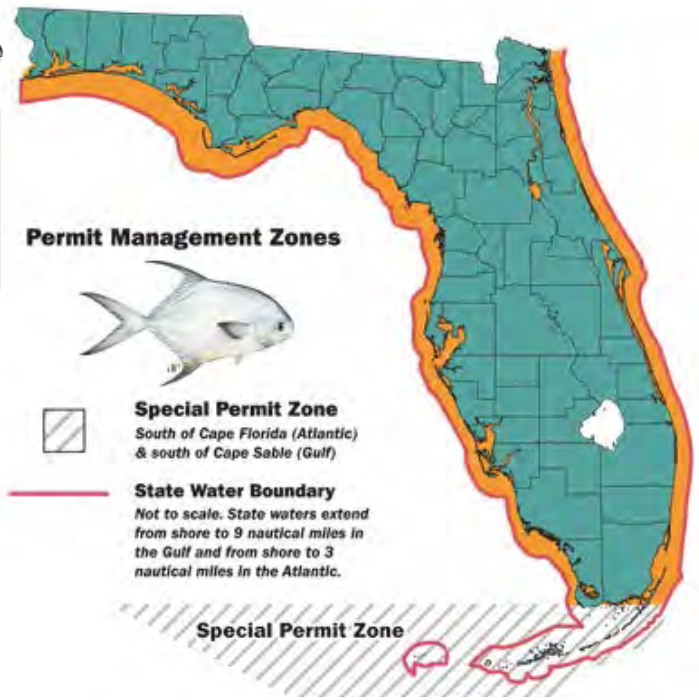 Permit Management Zones
Special Permit Zone
South of Cape Florida (Atlantic)
& south of Cape Sable (Gulf)
State Water Boundary
Not to scale. State waters extend
from shore to 9 nautical miles in
the Gulf and from shore to 3
nautical miles in the Atlantic.
Special Permit Zone